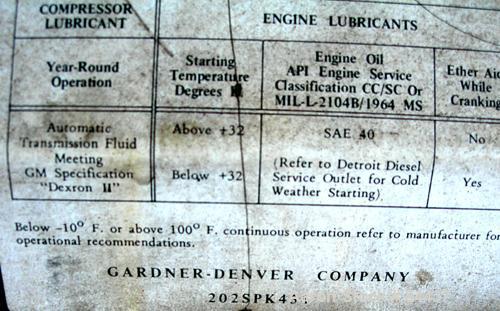 COMPRESSOR
LUBRICANT
ENGINE LUBRICANTS
Year-Round
Operation
Starting
Temperature
Degrees
Engine Oil
API Engine Service
Classification CC/SC Or
MIL-L-2104B/1964 MS
Ether Aid
While
Cranking
Automatic
Transmission Fluid
Meeting
GM Specification
"Dexron II"
Above +32
SAE 40
No
Below +32
(Refer to Detroit Diesel
Service Outlet for Cold
Weather Starting)
Yes
Below -10° F. or above 100° F. continuous operation refer to manufacturer for
operational recommendations.
GARDNER-DENVER COMPANY